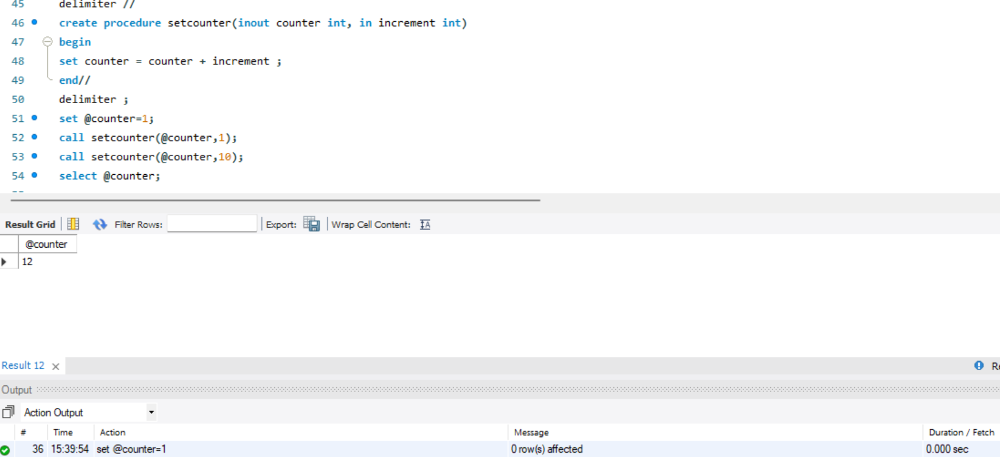 45 delimiter //
46 create procedure setcounter(inout counter int, in increment int)
47 begin
48 set counter = counter + increment ;
49 end//
50 delimiter ;
51 set @counter=1;
52 call setcounter(@counter,1);
53 call setcounter(@counter,10);
54 select @counter;
Result Grid Filter Rows: Export: Wrap Cell Content:
@counter
12
Result 12
Output
Action Output
# Time Action Message Duration / Fetch
36 15:39:54 set @counter=1 0 row(s) affected 0.000 sec